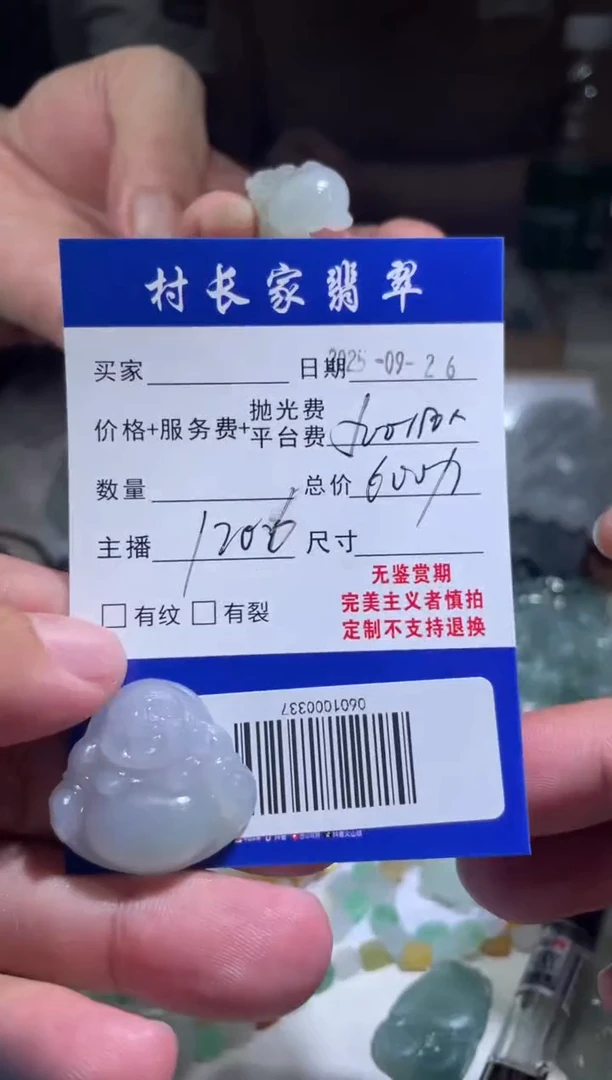 村长家翡翠
买家 日期 2025-09-26
价格+服务费+抛光费平台费
数量 总价 600
主播 1206 尺寸
无鉴赏期
□有纹 □有裂 完美主义者慎拍
定制不支持退换
0601000337